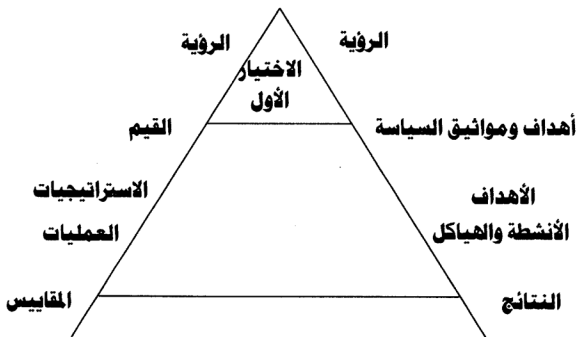 الرؤية
الرؤية
الاختيار
الأول
أهداف ومواثيق السياسة
القيم
الأهداف
الاستراتيجيات
الأنشطة والهياكل
العمليات
النتائج
المقاييس